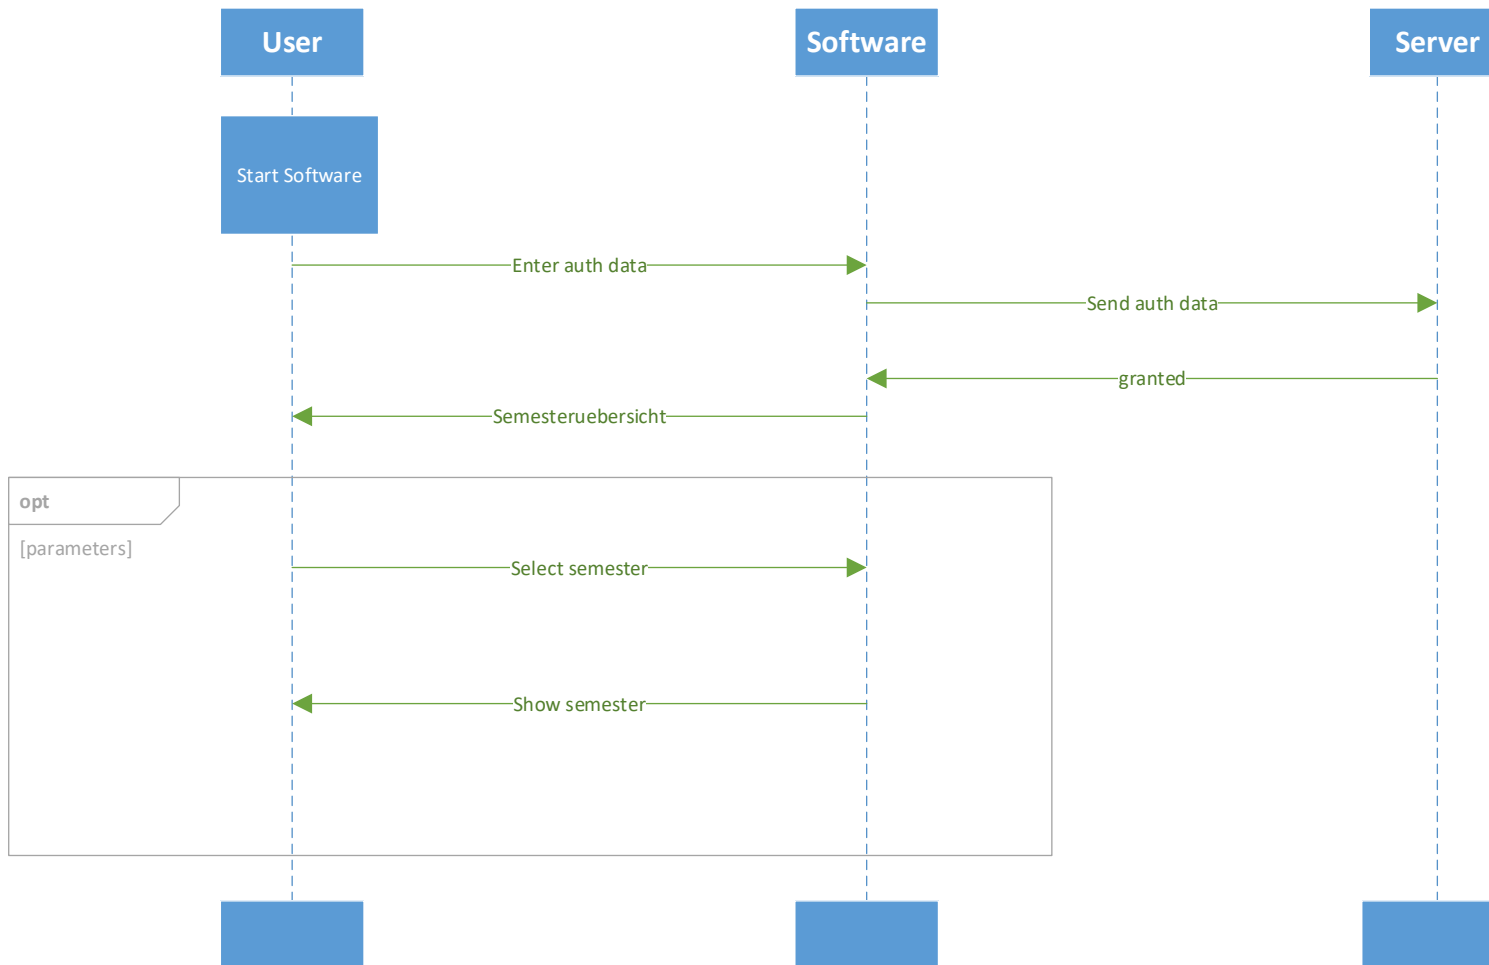 User
Software
Server
Start Software
Enter auth data
Send auth data
granted
Semesteruebersicht
opt
[parameters]
Select semester
Show semester